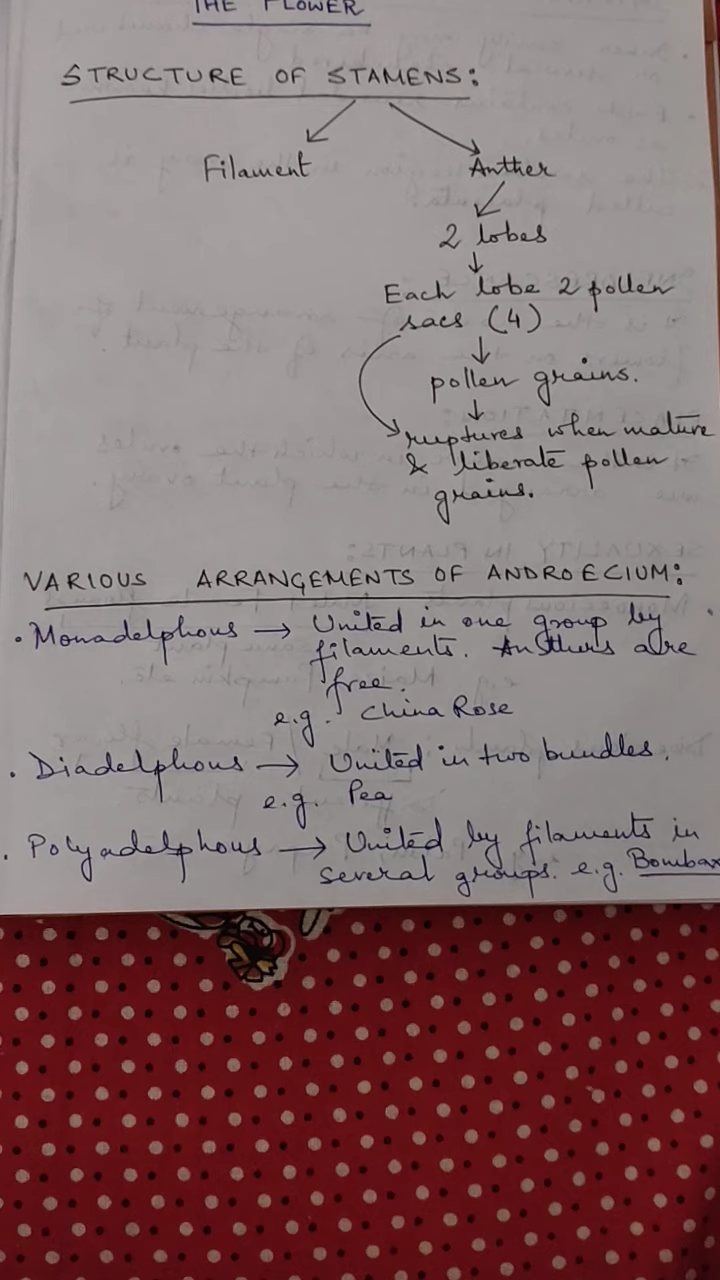 THE FLOWER
STRUCTURE OF STAMENS:
Filament Anther
2 lobes
Each lobe 2 pollen
sacs (4)
pollen grains.
ruptures when mature
& liberate pollen
grains.
VARIOUS ARRANGEMENTS OF ANDROECIUM:
• Monadelphous → United in one group by
filaments. Anthers are
free.
e.g. China Rose
• Diadelphous → United in two bundles.
e.g. Pea
• Polyadelphous → United by filaments in
several groups. e.g. Bombax